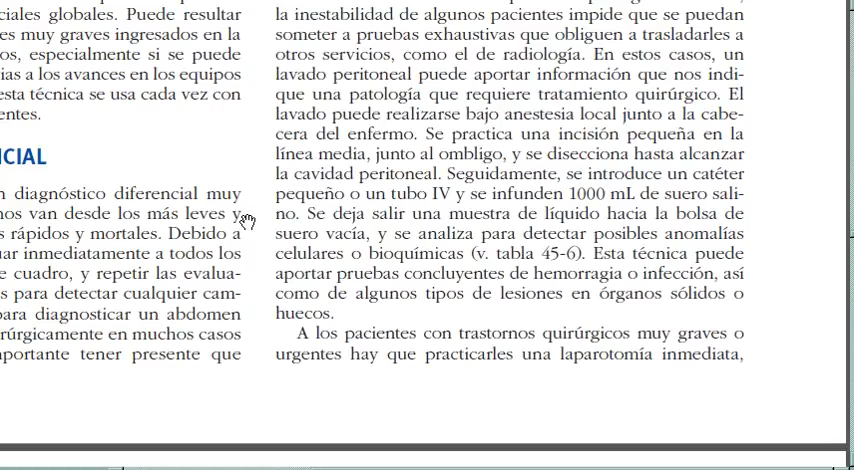 ciales globales. Puede resultar
es muy graves ingresados en la
os, especialmente si se puede
ias a los avances en los equipos
esta técnica se usa cada vez con
entes.
NCIAL
n diagnóstico diferencial muy
nos van desde los más leves y
s rápidos y mortales. Debido a
uar inmediatamente a todos los
e cuadro, y repetir las evalua-
s para detectar cualquier cam-
para diagnosticar un abdomen
rúrgicamente en muchos casos
mportante tener presente que
la inestabilidad de algunos pacientes impide que se puedan
someter a pruebas exhaustivas que obliguen a trasladarles a
otros servicios, como el de radiología. En estos casos, un
lavado peritoneal puede aportar información que nos indi-
que una patología que requiere tratamiento quirúrgico. El
lavado puede realizarse bajo anestesia local junto a la cabe-
cera del enfermo. Se practica una incisión pequeña en la
línea media, junto al ombligo, y se disecciona hasta alcanzar
la cavidad peritoneal. Seguidamente, se introduce un catéter
pequeño o un tubo IV y se infunden 1000 mL de suero sali-
no. Se deja salir una muestra de líquido hacia la bolsa de
suero vacía, y se analiza para detectar posibles anomalías
celulares o bioquímicas (v. tabla 45-6). Esta técnica puede
aportar pruebas concluyentes de hemorragia o infección, así
como de algunos tipos de lesiones en órganos sólidos o
huecos.
A los pacientes con trastornos quirúrgicos muy graves o
urgentes hay que practicarles una laparotomía inmediata,